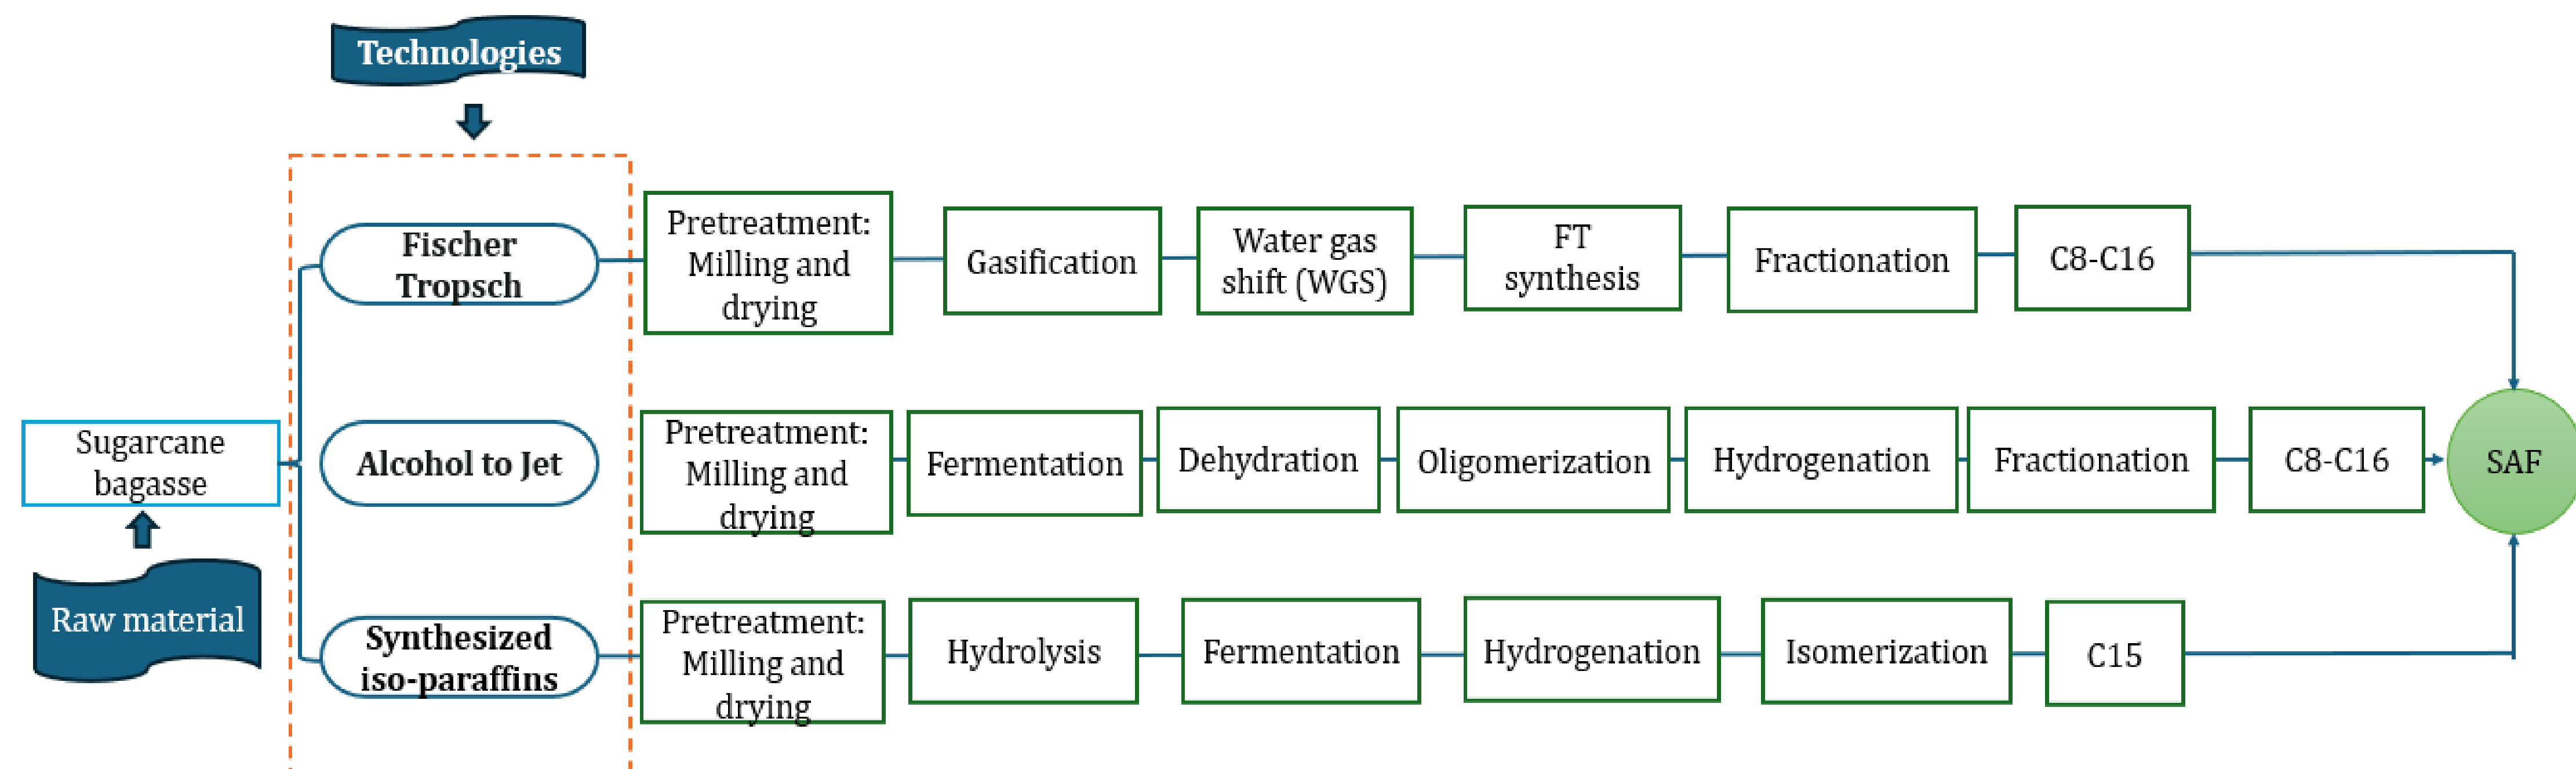 Technologies
Fischer
Tropsch
Pretreatment:
Milling and
drying
Gasification
Water gas
shift (WGS)
FT
synthesis
Fractionation
C8-C16
Sugarcane
bagasse
Alcohol to Jet
Pretreatment:
Milling and
drying
Fermentation
Dehydration
Oligomerization
Hydrogenation
Fractionation
C8-C16
SAF
Raw material
Synthesized
iso-paraffins
Pretreatment:
Milling and
drying
Hydrolysis
Fermentation
Hydrogenation
Isomerization
C15